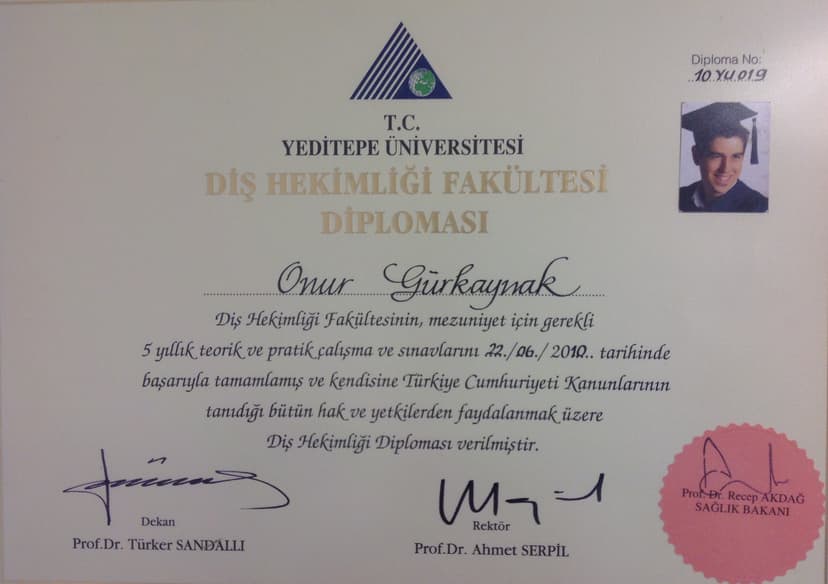 Diploma No:
10 YU 019
T.C.
YEDİTEPE ÜNİVERSİTESİ
DİŞ HEKİMLİĞİ FAKÜLTESİ
DİPLOMASI
Onur Gürkaynak
Diş Hekimliği Fakültesinin, mezuniyet için gerekli
5 yıllık teorik ve pratik çalışma ve sınavlarını 22./06./2010.. tarihinde
başarıyla tamamlamış ve kendisine Türkiye Cumhuriyeti Kanunlarının
tanıdığı bütün hak ve yetkilerden faydalanmak üzere
Diş Hekimliği Diploması verilmiştir.
Dekan
Prof.Dr. Türker SANDALLI
Rektör
Prof.Dr. Ahmet SERPİL
Prof. Dr. Recep AKDAĞ
SAĞLIK BAKANI